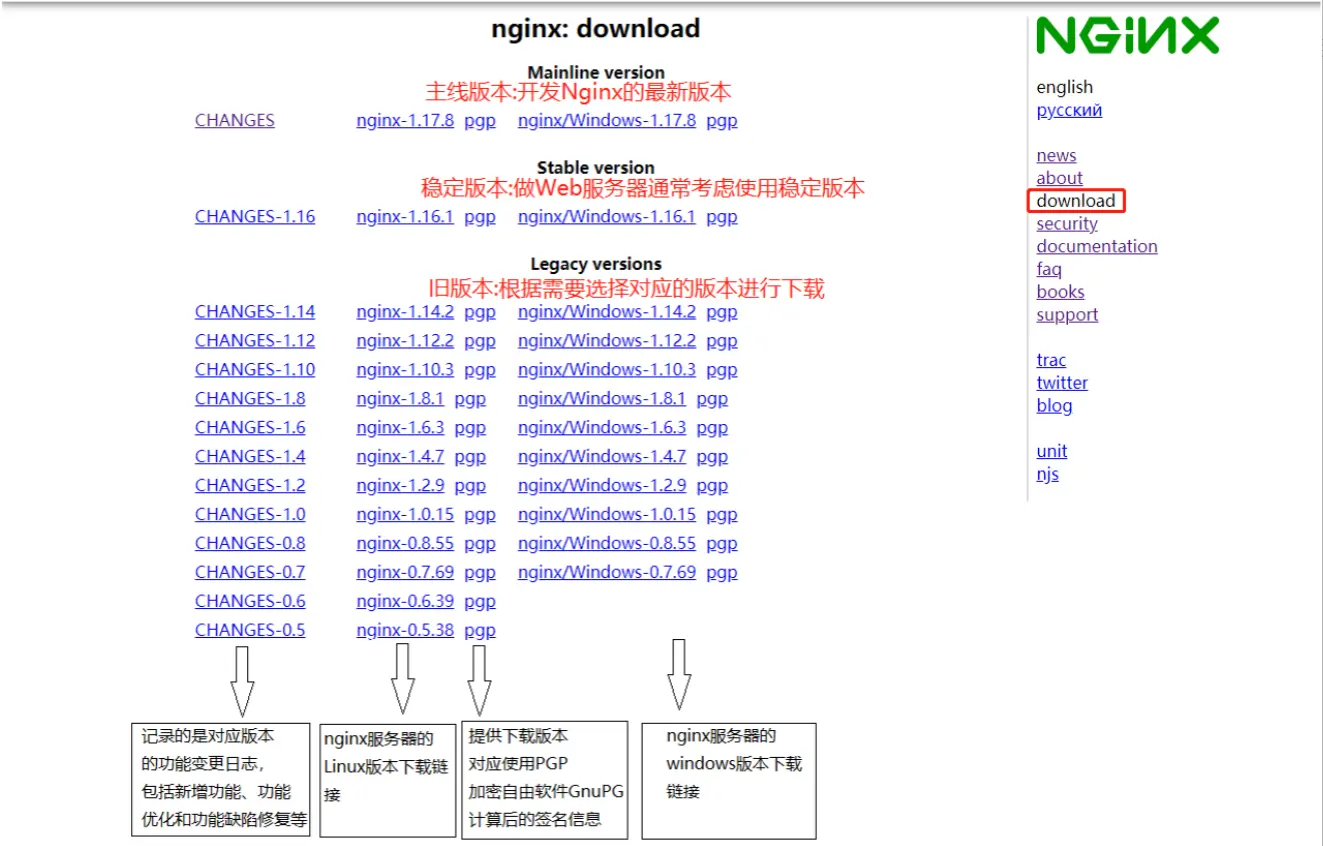 nginx: download
Mainline version
主线版本:开发Nginx的最新版本
CHANGES nginx-1.17.8 pgp nginx/Windows-1.17.8 pgp
Stable version
稳定版本:做Web服务器通常考虑使用稳定版本
CHANGES-1.16 nginx-1.16.1 pgp nginx/Windows-1.16.1 pgp
Legacy versions
旧版本:根据需要选择对应的版本进行下载
CHANGES-1.14 nginx-1.14.2 pgp nginx/Windows-1.14.2 pgp
CHANGES-1.12 nginx-1.12.2 pgp nginx/Windows-1.12.2 pgp
CHANGES-1.10 nginx-1.10.3 pgp nginx/Windows-1.10.3 pgp
CHANGES-1.8 nginx-1.8.1 pgp nginx/Windows-1.8.1 pgp
CHANGES-1.6 nginx-1.6.3 pgp nginx/Windows-1.6.3 pgp
CHANGES-1.4 nginx-1.4.7 pgp nginx/Windows-1.4.7 pgp
CHANGES-1.2 nginx-1.2.9 pgp nginx/Windows-1.2.9 pgp
CHANGES-1.0 nginx-1.0.15 pgp nginx/Windows-1.0.15 pgp
CHANGES-0.8 nginx-0.8.55 pgp nginx/Windows-0.8.55 pgp
CHANGES-0.7 nginx-0.7.69 pgp nginx/Windows-0.7.69 pgp
CHANGES-0.6 nginx-0.6.39 pgp
CHANGES-0.5 nginx-0.5.38 pgp
记录的是对应版本
的功能变更日志,
包括新增功能、功能
优化和功能缺陷修复等
nginx服务器的
Linux版本下载链
接
提供下载版本
对应使用PGP
加密自由软件GnuPG
计算后的签名信息
nginx服务器的
windows版本下载
链接
NGINX
english
русский
news
about
download
security
documentation
faq
books
support
trac
twitter
blog
unit
njs